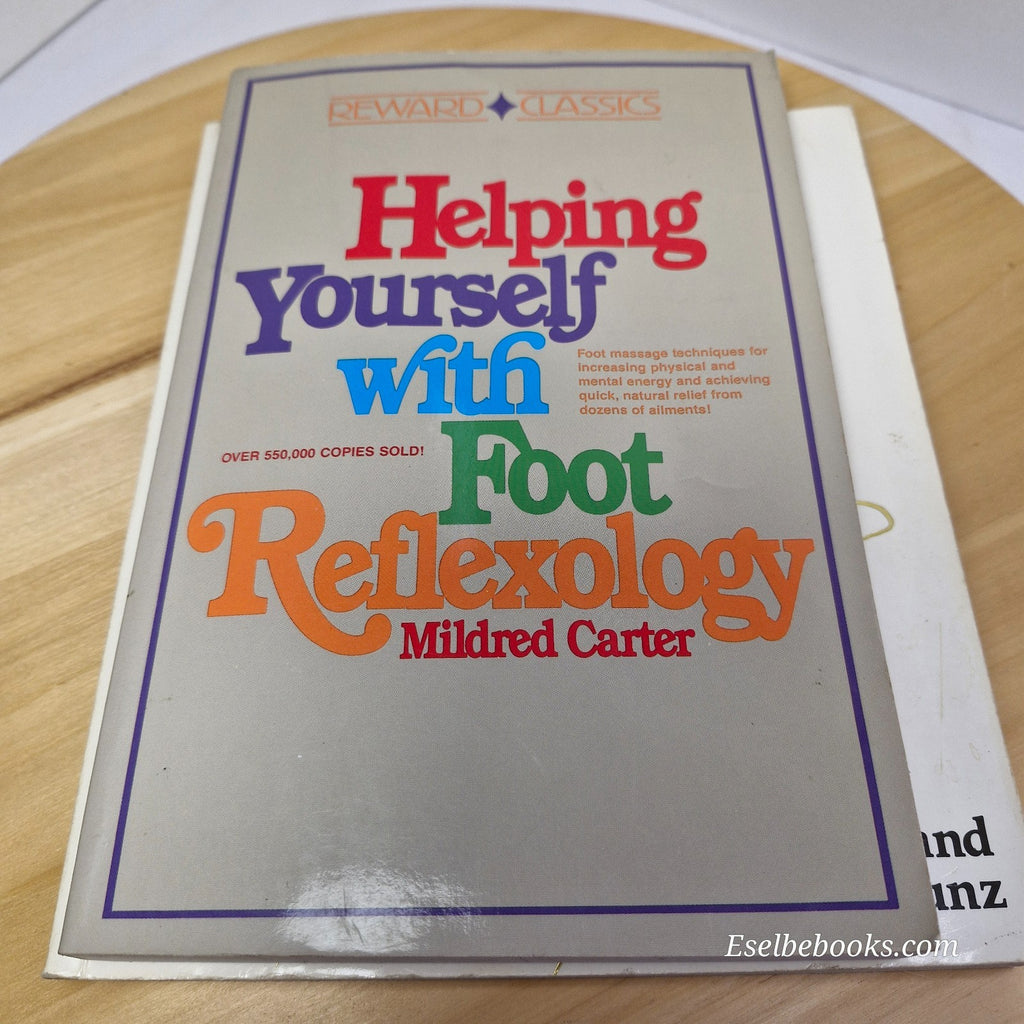 REWARD CLASSICS
Helping
Yourself
with
Foot massage techniques for
increasing physical and
mental energy and achieving
quick, natural relief from
dozens of ailments!
OVER 550,000 COPIES SOLD!
Foot
Reflexology
Mildred Carter
and
unz
Eselbebooks.com